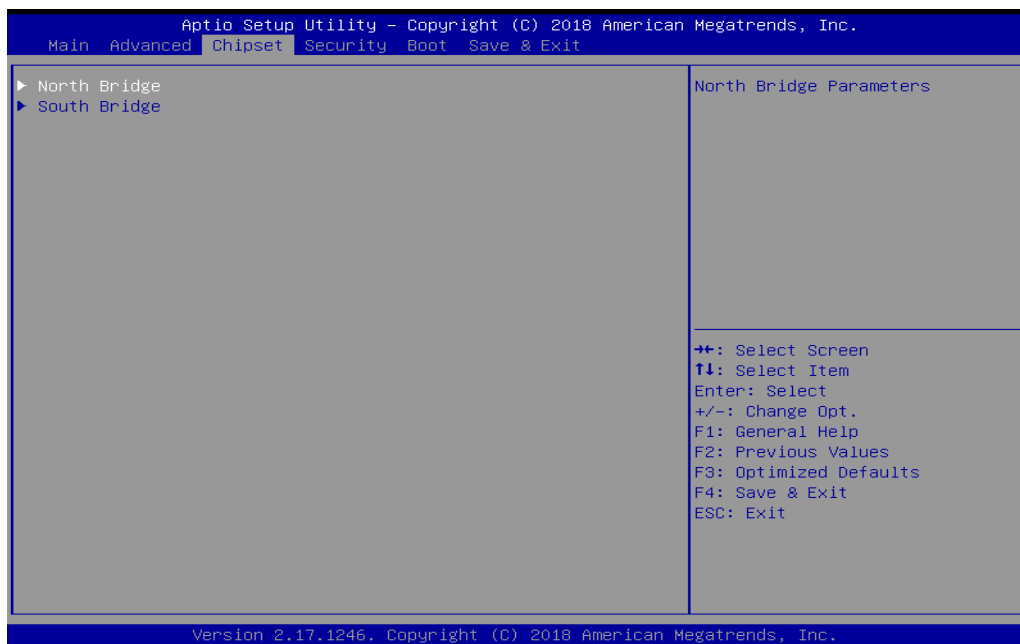 Aptio Setup Utility – Copyright (C) 2018 American Megatrends, Inc.
Main Advanced Chipset Security Boot Save & Exit
▶ North Bridge
▶ South Bridge
North Bridge Parameters
→←: Select Screen
↑↓: Select Item
Enter: Select
+/-: Change Opt.
F1: General Help
F2: Previous Values
F3: Optimized Defaults
F4: Save & Exit
ESC: Exit
Version 2.17.1246. Copyright (C) 2018 American Megatrends, Inc.